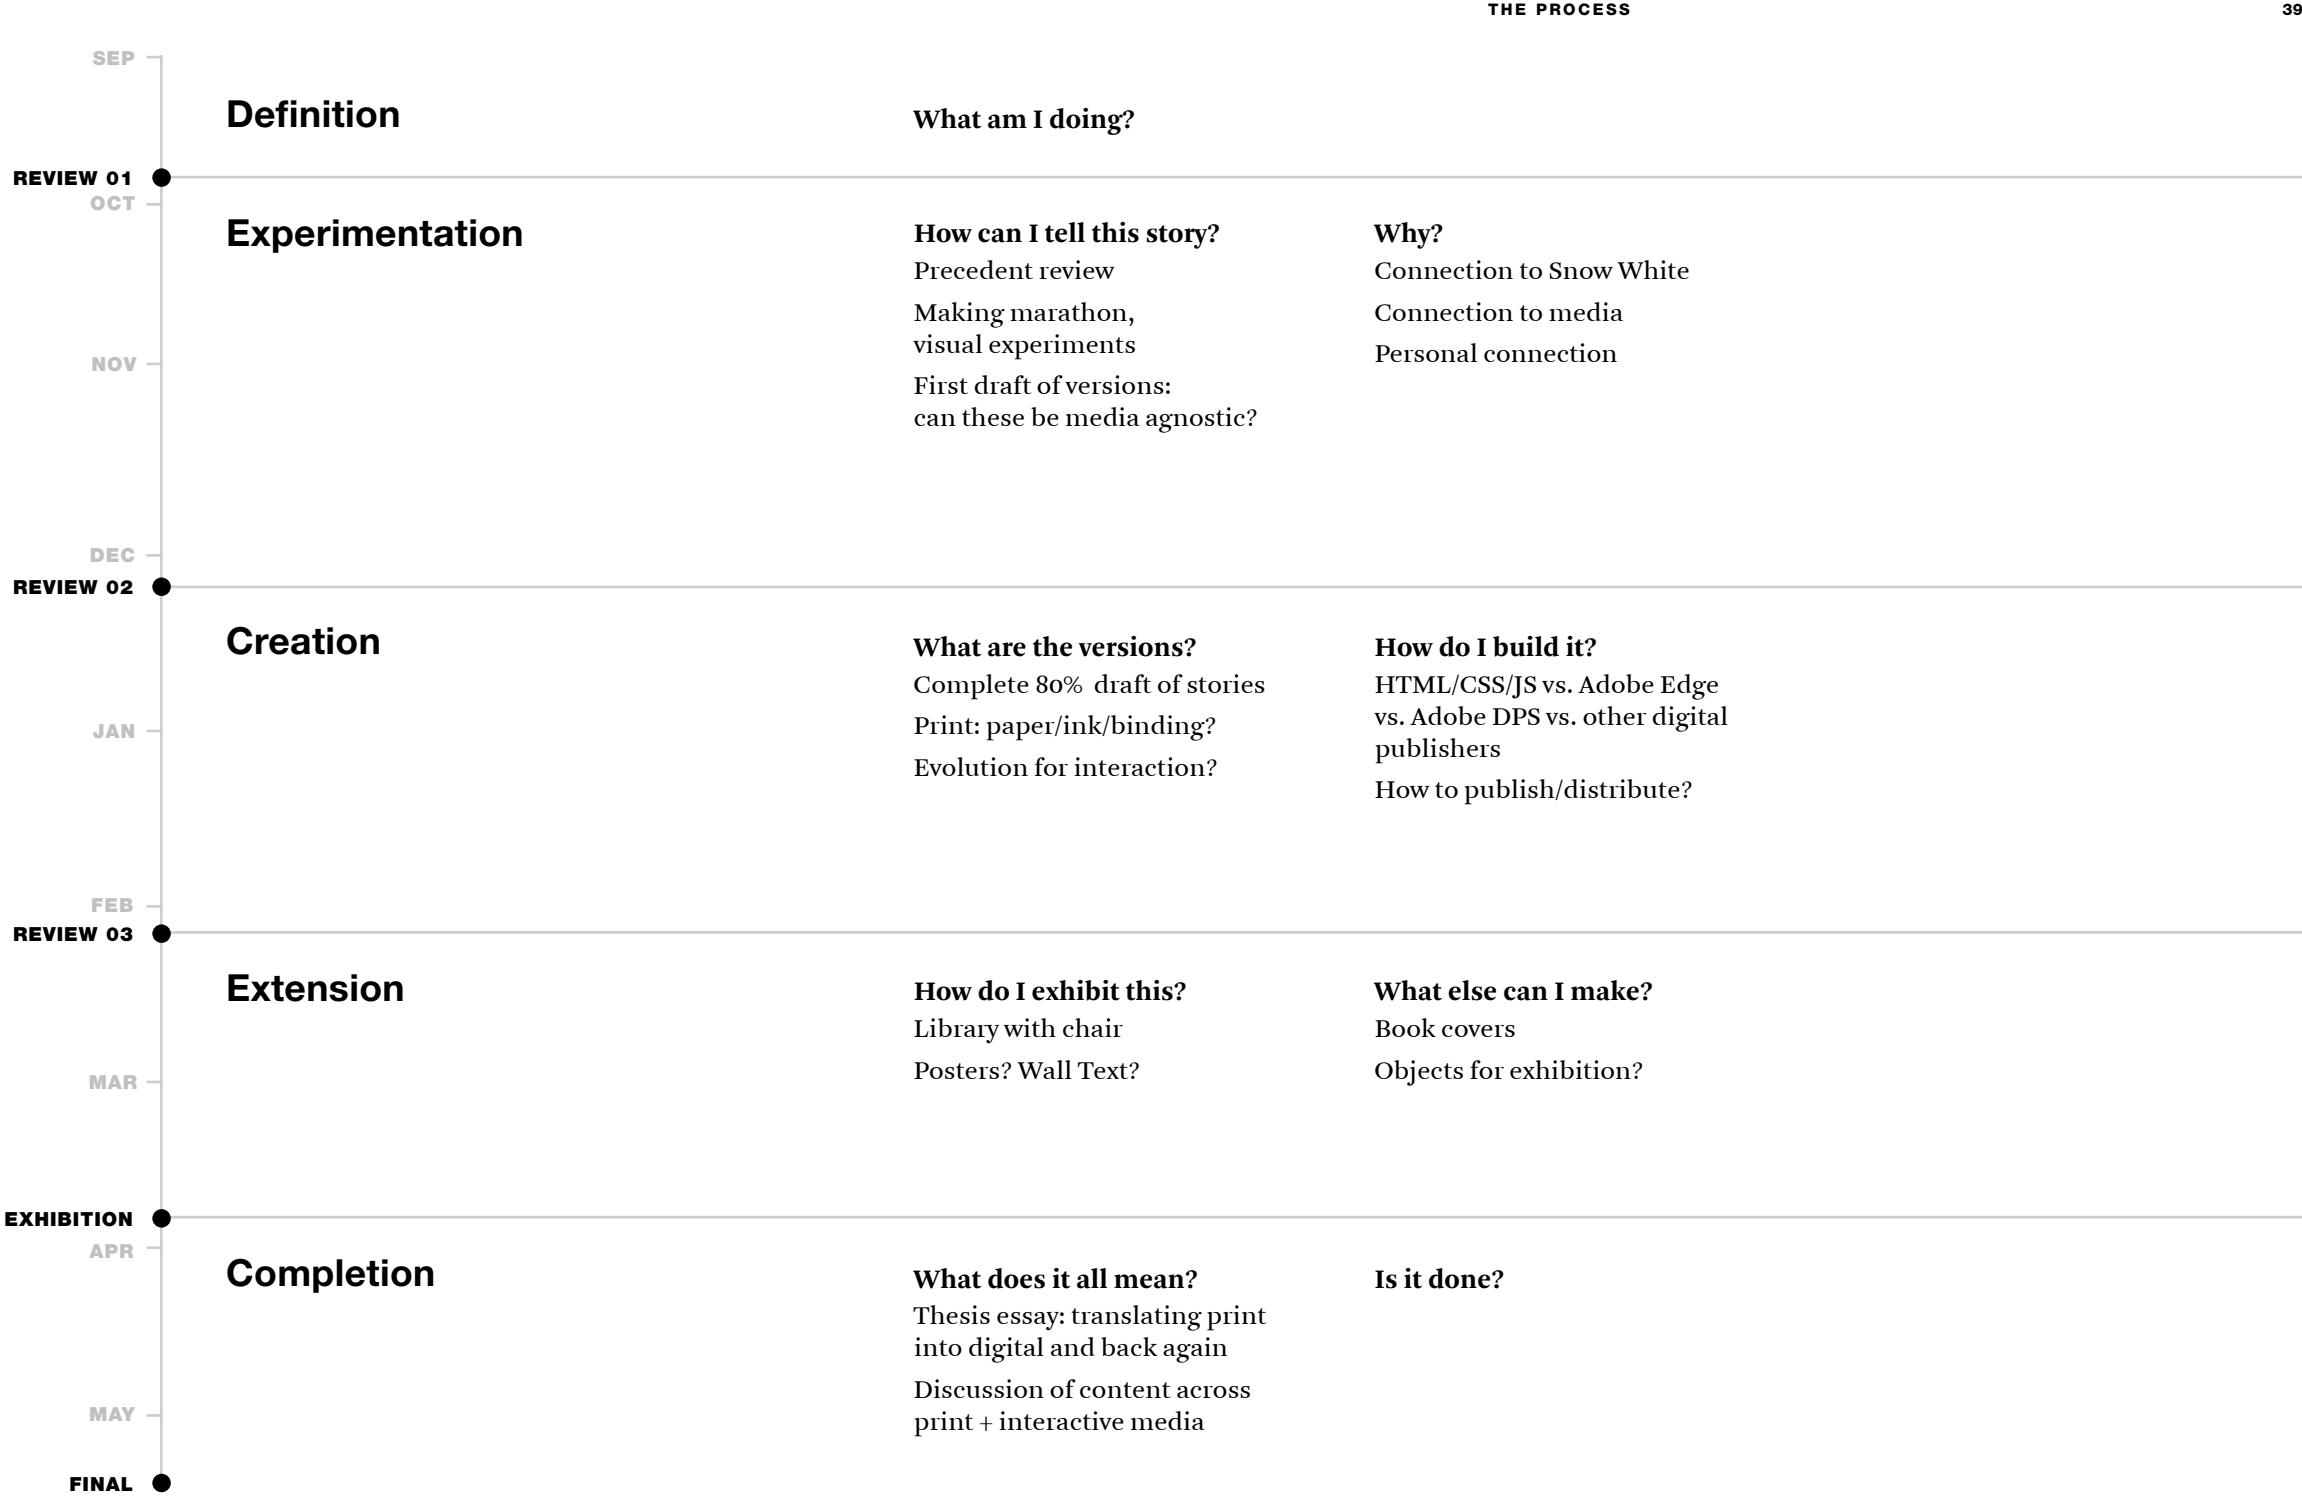 THE PROCESS
39
SEP
Definition
What am I doing?
REVIEW 01
OCT
Experimentation
How can I tell this story?
Precedent review
Making marathon,
visual experiments
First draft of versions:
can these be media agnostic?
Why?
Connection to Snow White
Connection to media
Personal connection
NOV
DEC
REVIEW 02
Creation
What are the versions?
Complete 80% draft of stories
Print: paper/ink/binding?
Evolution for interaction?
How do I build it?
HTML/CSS/JS vs. Adobe Edge
vs. Adobe DPS vs. other digital
publishers
How to publish/distribute?
JAN
FEB
REVIEW 03
Extension
How do I exhibit this?
Library with chair
Posters? Wall Text?
What else can I make?
Book covers
Objects for exhibition?
MAR
EXHIBITION
APR
Completion
What does it all mean?
Thesis essay: translating print
into digital and back again
Discussion of content across
print + interactive media
Is it done?
MAY
FINAL